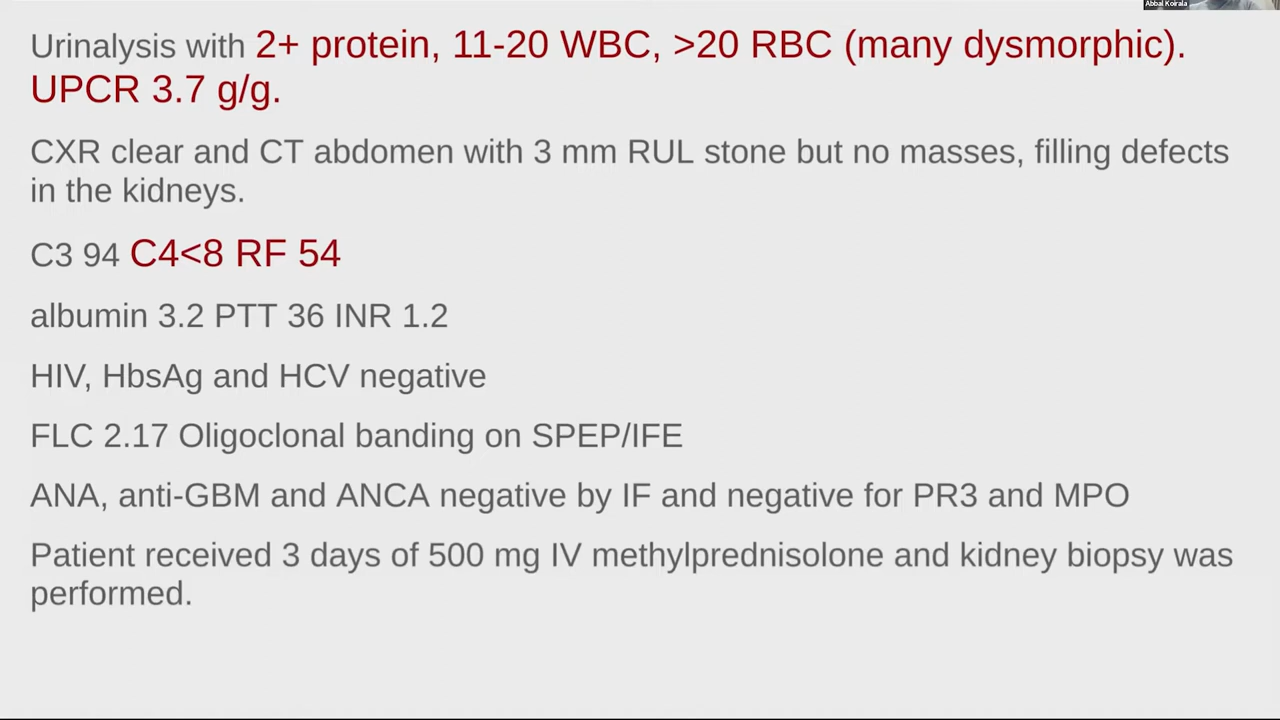 Abbal Koirala
Urinalysis with 2+ protein, 11-20 WBC, >20 RBC (many dysmorphic).
UPCR 3.7 g/g.
CXR clear and CT abdomen with 3 mm RUL stone but no masses, filling defects
in the kidneys.
C3 94 C4<8 RF 54
albumin 3.2 PTT 36 INR 1.2
HIV, HbsAg and HCV negative
FLC 2.17 Oligoclonal banding on SPEP/IFE
ANA, anti-GBM and ANCA negative by IF and negative for PR3 and MPO
Patient received 3 days of 500 mg IV methylprednisolone and kidney biopsy was
performed.